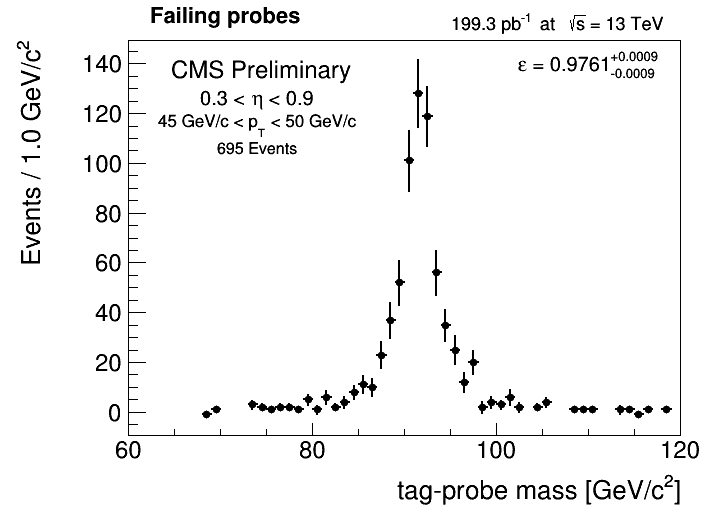 Failing probes
199.3 pb⁻¹ at √s = 13 TeV
CMS Preliminary
0.3 < η < 0.9
45 GeV/c < p_T < 50 GeV/c
695 Events
ε = 0.9761 +0.0009 -0.0009
Events / 1.0 GeV/c²
140
120
100
80
60
40
20
0
60 80 100 120
tag-probe mass [GeV/c²]